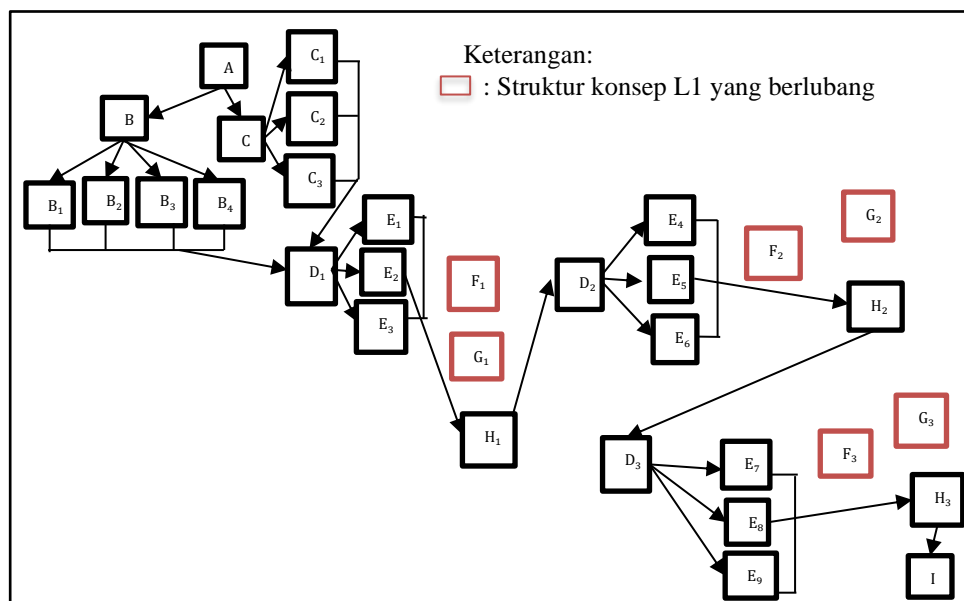 Keterangan:
: Struktur konsep L1 yang berlubang
A
B
C
C₁
C₂
C₃
B₁
B₂
B₃
B₄
D₁
E₁
E₂
E₃
F₁
G₁
H₁
D₂
E₄
E₅
E₆
F₂
G₂
H₂
D₃
E₇
E₈
E₉
F₃
G₃
H₃
I